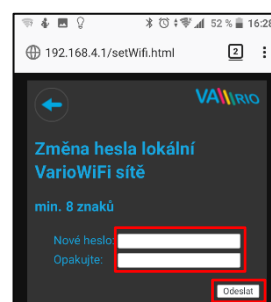 52 % 16:28
192.168.4.1/setWifi.html 2
VARIO
Změna hesla lokální
VarioWiFi sítě
min. 8 znaků
Nové heslo:
Opakujte:
Odeslat